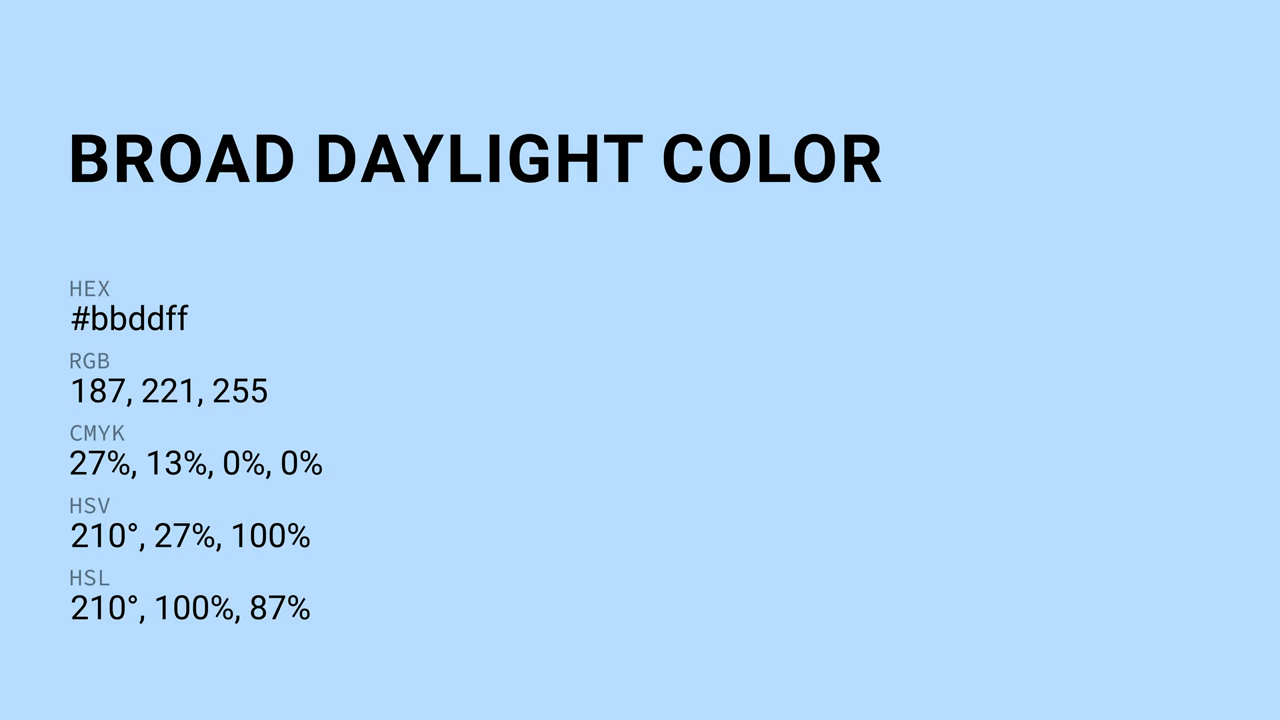 BROAD DAYLIGHT COLOR
HEX
#bbddff
RGB
187, 221, 255
CMYK
27%, 13%, 0%, 0%
HSV
210°, 27%, 100%
HSL
210°, 100%, 87%